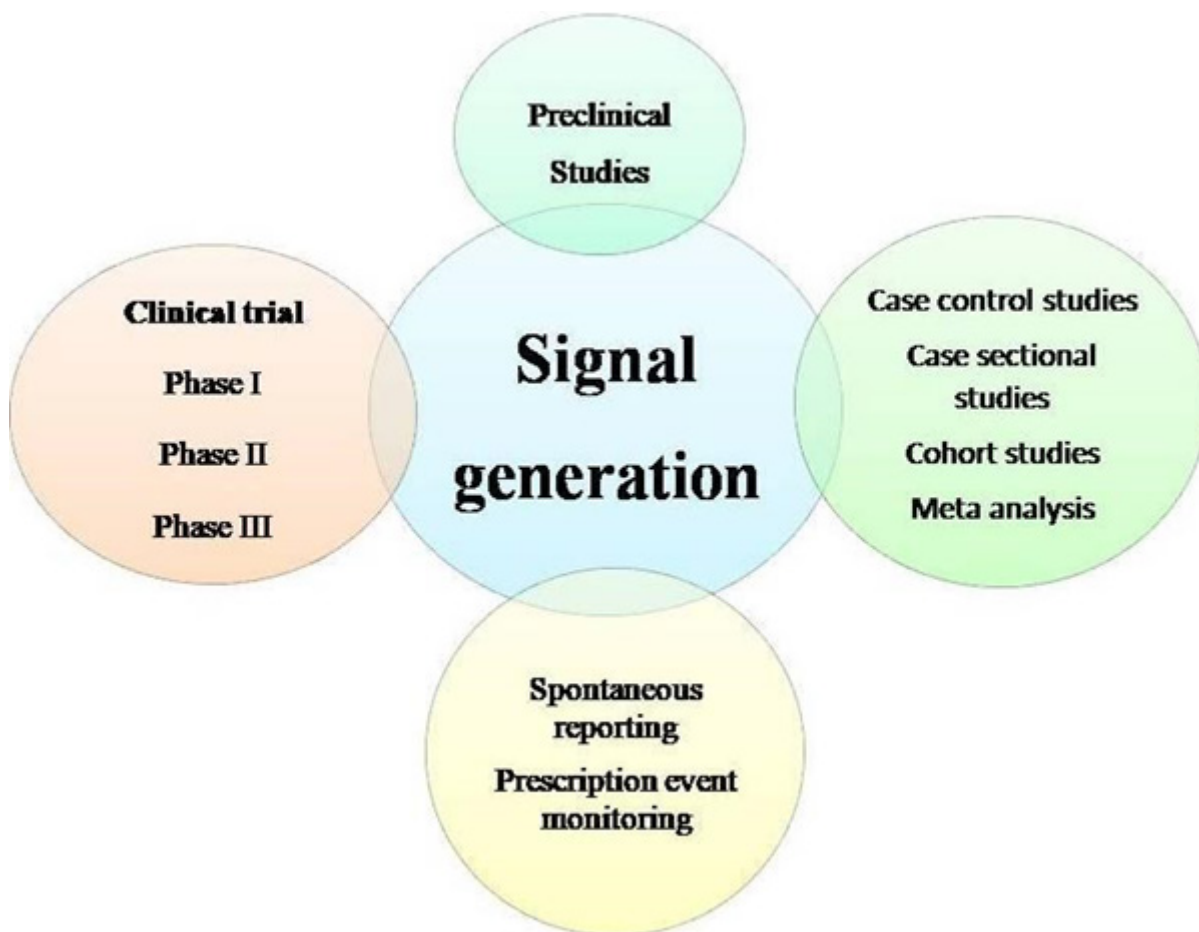 Preclinical
Studies
Clinical trial
Phase I
Phase II
Phase III
Signal
generation
Case control studies
Case sectional
studies
Cohort studies
Meta analysis
Spontaneous
reporting
Prescription event
monitoring